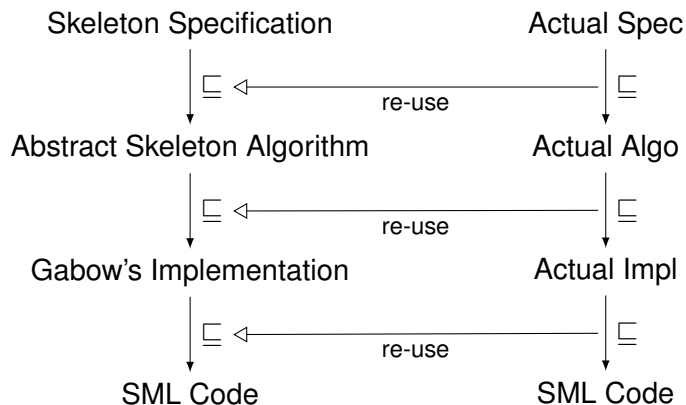 Skeleton Specification Actual Spec
⊑ re-use ⊑
Abstract Skeleton Algorithm Actual Algo
⊑ re-use ⊑
Gabow's Implementation Actual Impl
⊑ re-use ⊑
SML Code SML Code